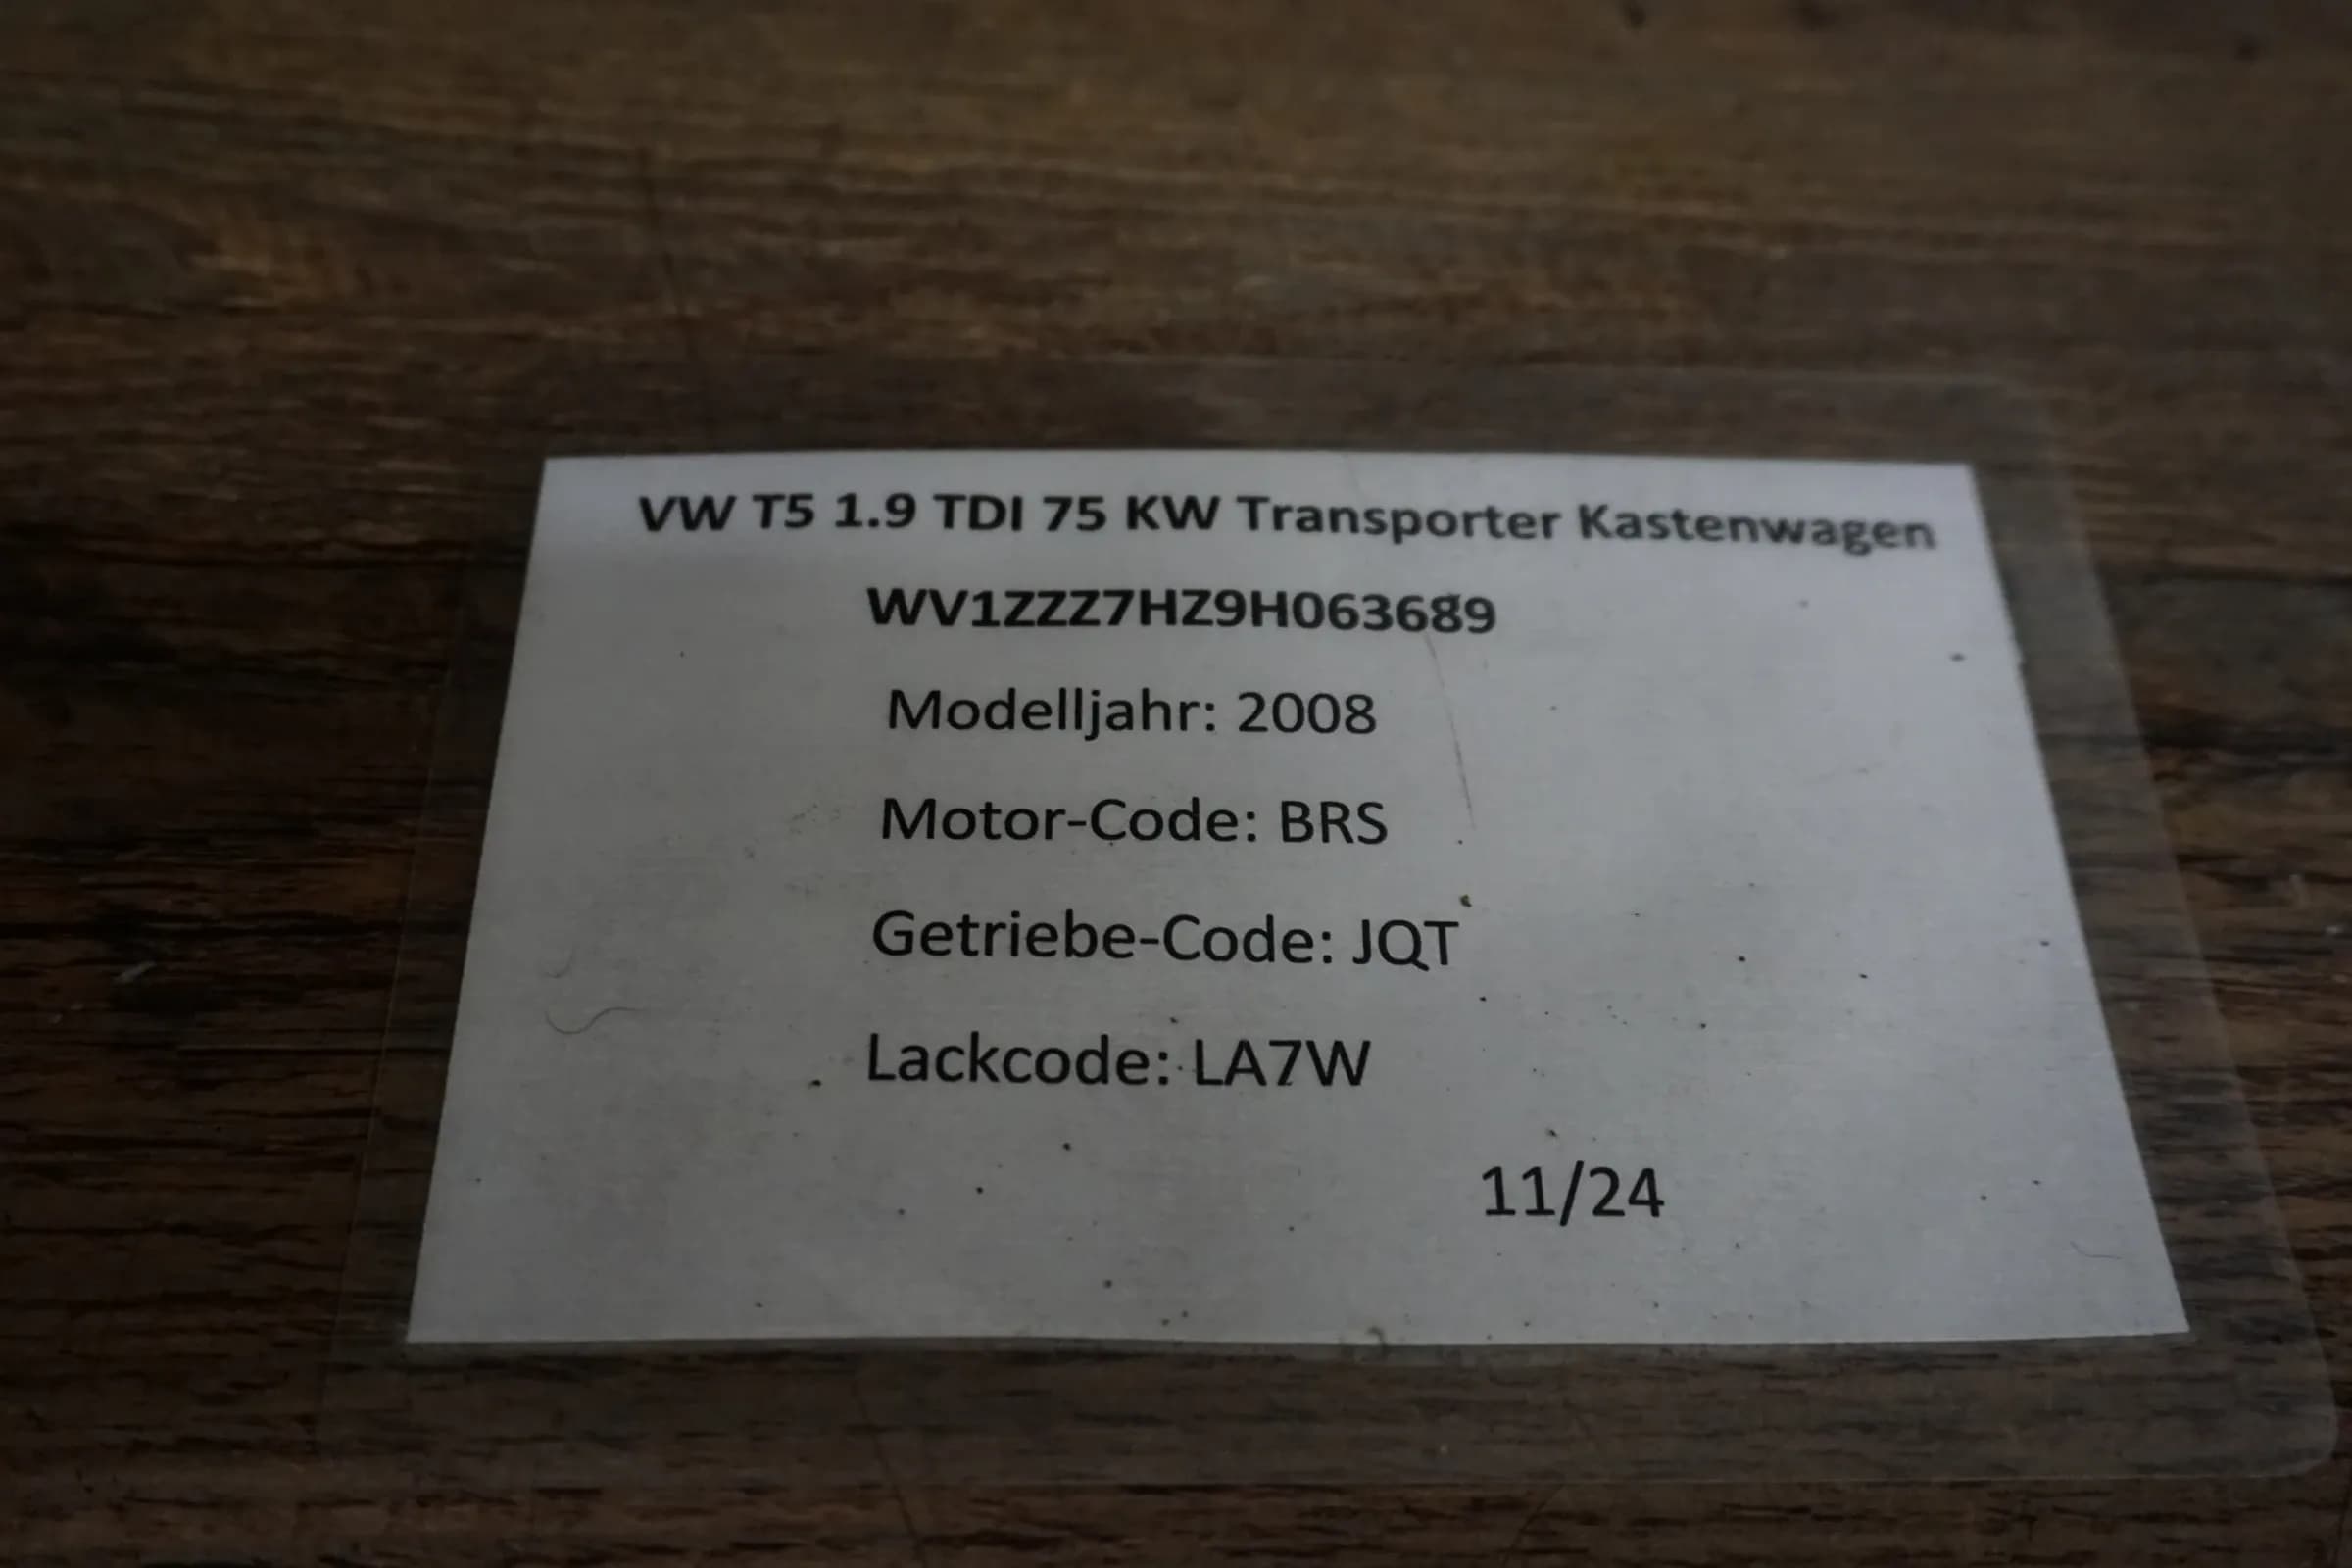 VW T5 1.9 TDI 75 KW Transporter Kastenwagen
WV1ZZZ7HZ9H063689
Modelljahr: 2008
Motor-Code: BRS
Getriebe-Code: JQT
Lackcode: LA7W
11/24